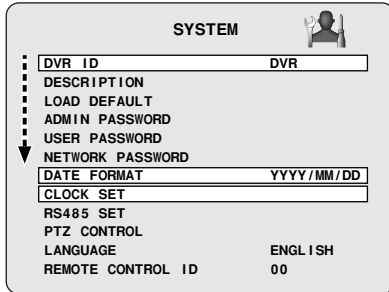 SYSTEM
DVR ID DVR
DESCRIPTION
LOAD DEFAULT
ADMIN PASSWORD
USER PASSWORD
NETWORK PASSWORD
DATE FORMAT YYYY/MM/DD
CLOCK SET
RS485 SET
PTZ CONTROL
LANGUAGE ENGLISH
REMOTE CONTROL ID 00